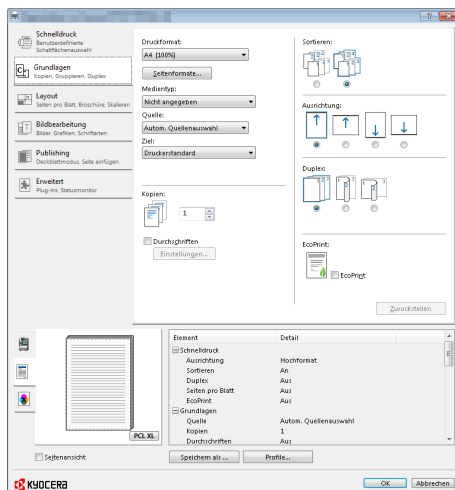 Schnelldruck
Benutzerdefinierte
Schaltflächenauswahl
Grundlagen
Kopien, Gruppieren, Duplex
Layout
Seiten pro Blatt, Broschüre, Skalieren
Bildbearbeitung
Bilder, Grafiken, Schriftarten
Publishing
Deckblattmodus, Seite einfügen
Erweitert
Plug-ins, Statusmonitor
Druckformat:
A4 [100%]
Seitenformate...
Medientyp:
Nicht angegeben
Quelle:
Autom. Quellenauswahl
Ziel:
Druckerstandard
Kopien:
1
Durchschriften
Einstellungen...
Sortieren:
Ausrichtung:
Duplex:
EcoPrint:
EcoPrint
Zurückstellen
Element Detail
Schnelldruck
Ausrichtung Hochformat
Sortieren An
Duplex Aus
Seiten pro Blatt Aus
EcoPrint Aus
Grundlagen
Quelle Autom. Quellenauswahl
Kopien 1
Durchschriften Aus
PCL XL
Seitenansicht
Speichern als ...
Profile...
KYOCERA
OK
Abbrechen